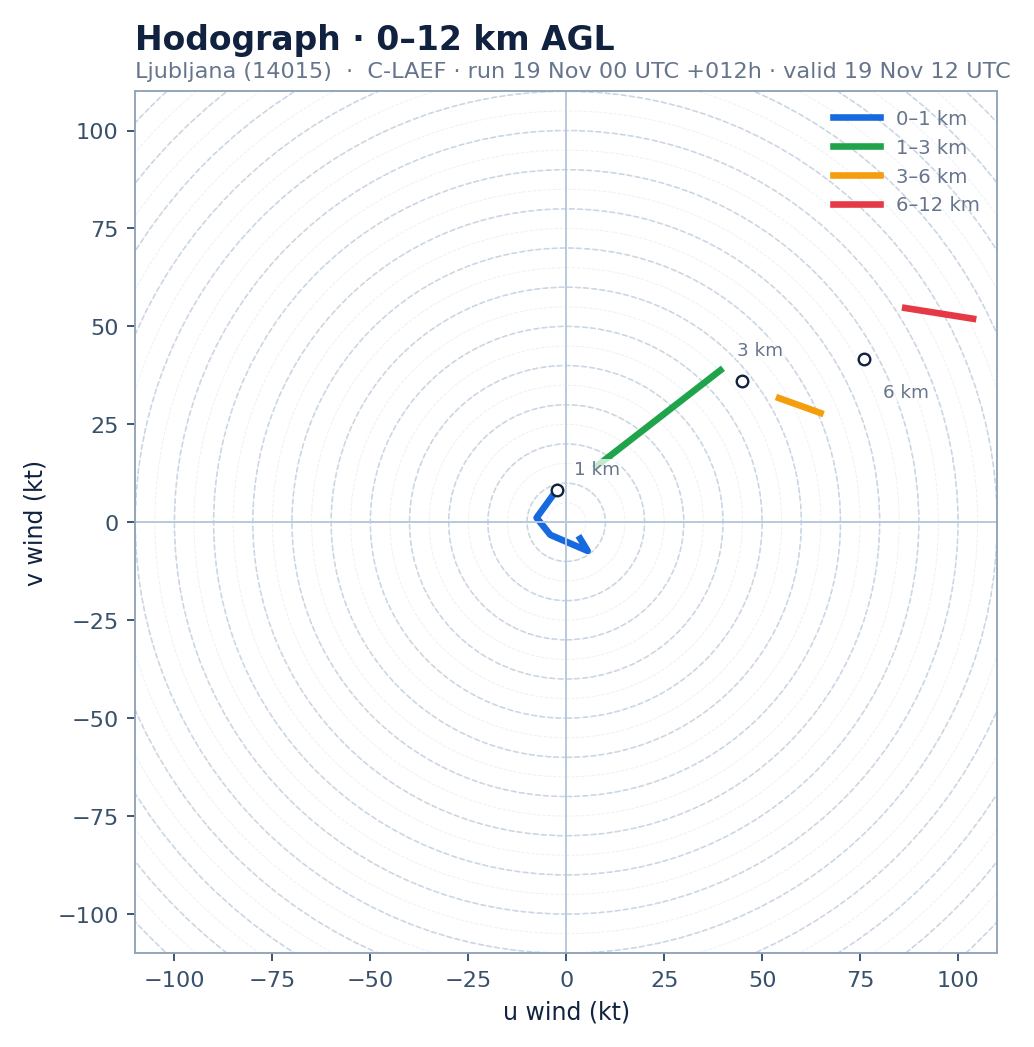 Hodograph · 0–12 km AGL
Ljubljana (14015) · C-LAEF · run 19 Nov 00 UTC +012h · valid 19 Nov 12 UTC
0–1 km
1–3 km
3–6 km
6–12 km
3 km
6 km
1 km
100
75
50
25
0
−25
−50
−75
−100
v wind (kt)
−100
−75
−50
−25
0
25
50
75
100
u wind (kt)